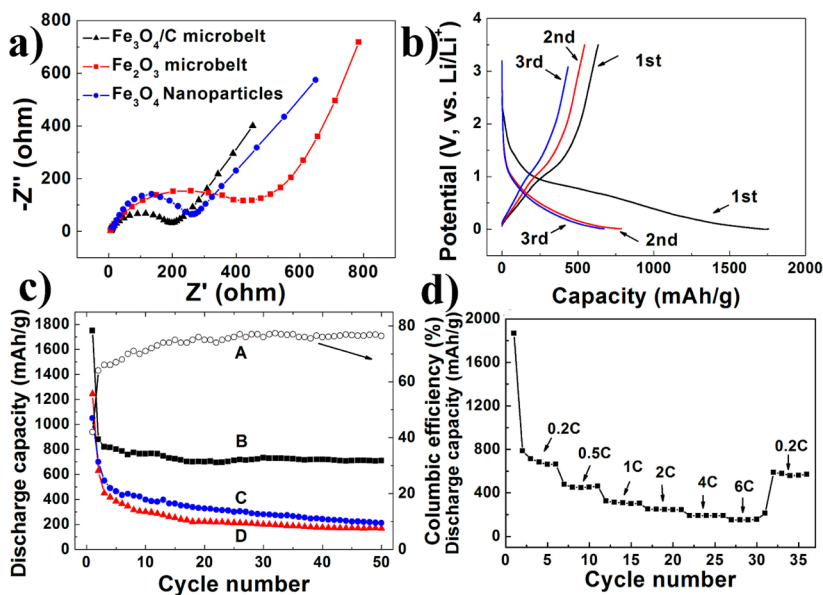 a)
800
600
400
200
0
-Z'' (ohm)
Fe₃O₄/C microbelt
Fe₂O₃ microbelt
Fe₃O₄ Nanoparticles
0 200 400 600 800
Z' (ohm)
b)
4
3
2
1
0
Potential (V, vs. Li/Li⁺)
2nd
3rd
1st
1st
3rd
2nd
0 500 1000 1500 2000
Capacity (mAh/g)
c)
1800
1600
1400
1200
1000
800
600
400
200
0
Discharge capacity (mAh/g)
A
B
C
D
80
60
40
20
0
Columbic efficiency (%)
0 10 20 30 40 50
Cycle number
d)
2000
1600
1200
800
400
0
Discharge capacity (mAh/g)
0.2C
0.5C
1C
2C
4C
6C
0.2C
0 5 10 15 20 25 30 35
Cycle number